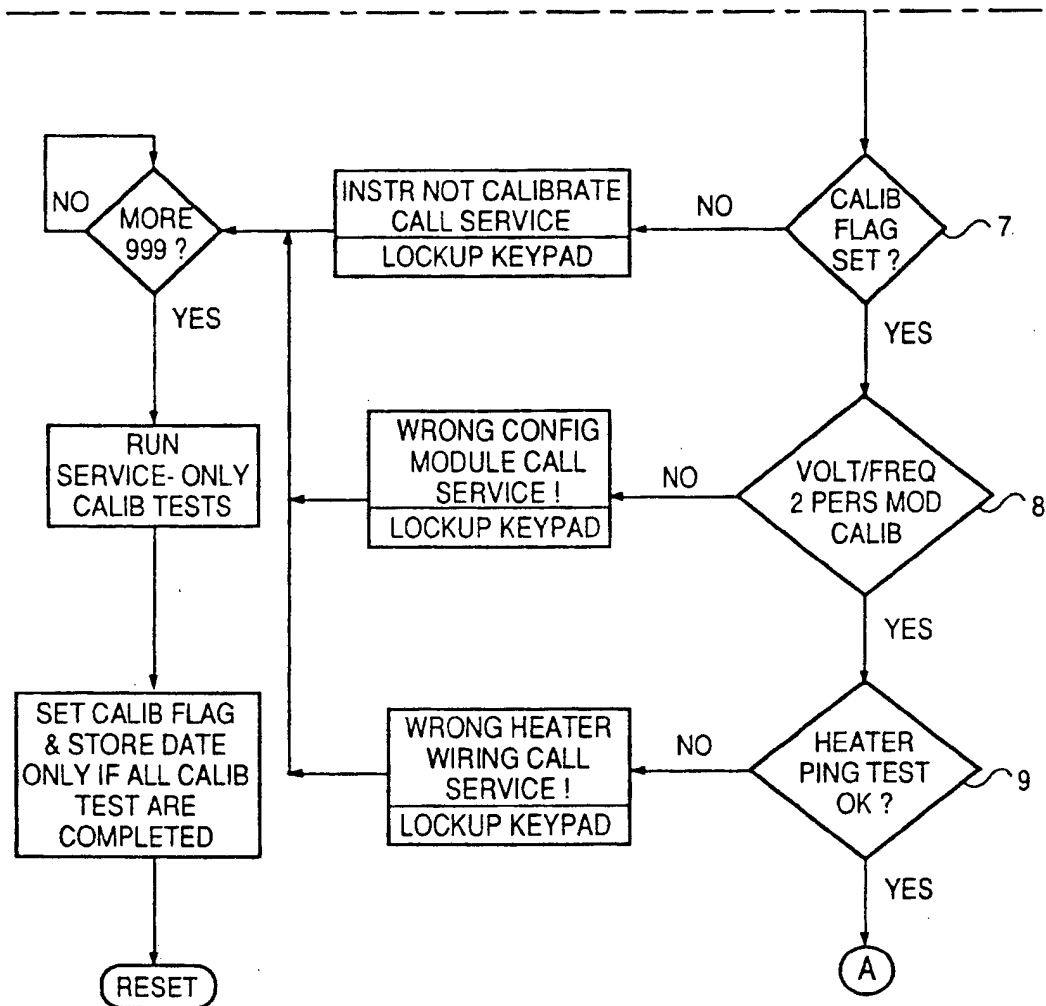 NO
MORE
999 ?
YES
RUN
SERVICE- ONLY
CALIB TESTS
SET CALIB FLAG
& STORE DATE
ONLY IF ALL CALIB
TEST ARE
COMPLETED
RESET
INSTR NOT CALIBRATE
CALL SERVICE
LOCKUP KEYPAD
NO
CALIB
FLAG
SET ?
7
YES
WRONG CONFIG
MODULE CALL
SERVICE !
LOCKUP KEYPAD
NO
VOLT/FREQ
2 PERS MOD
CALIB
8
YES
WRONG HEATER
WIRING CALL
SERVICE !
LOCKUP KEYPAD
NO
HEATER
PING TEST
OK ?
9
YES
A